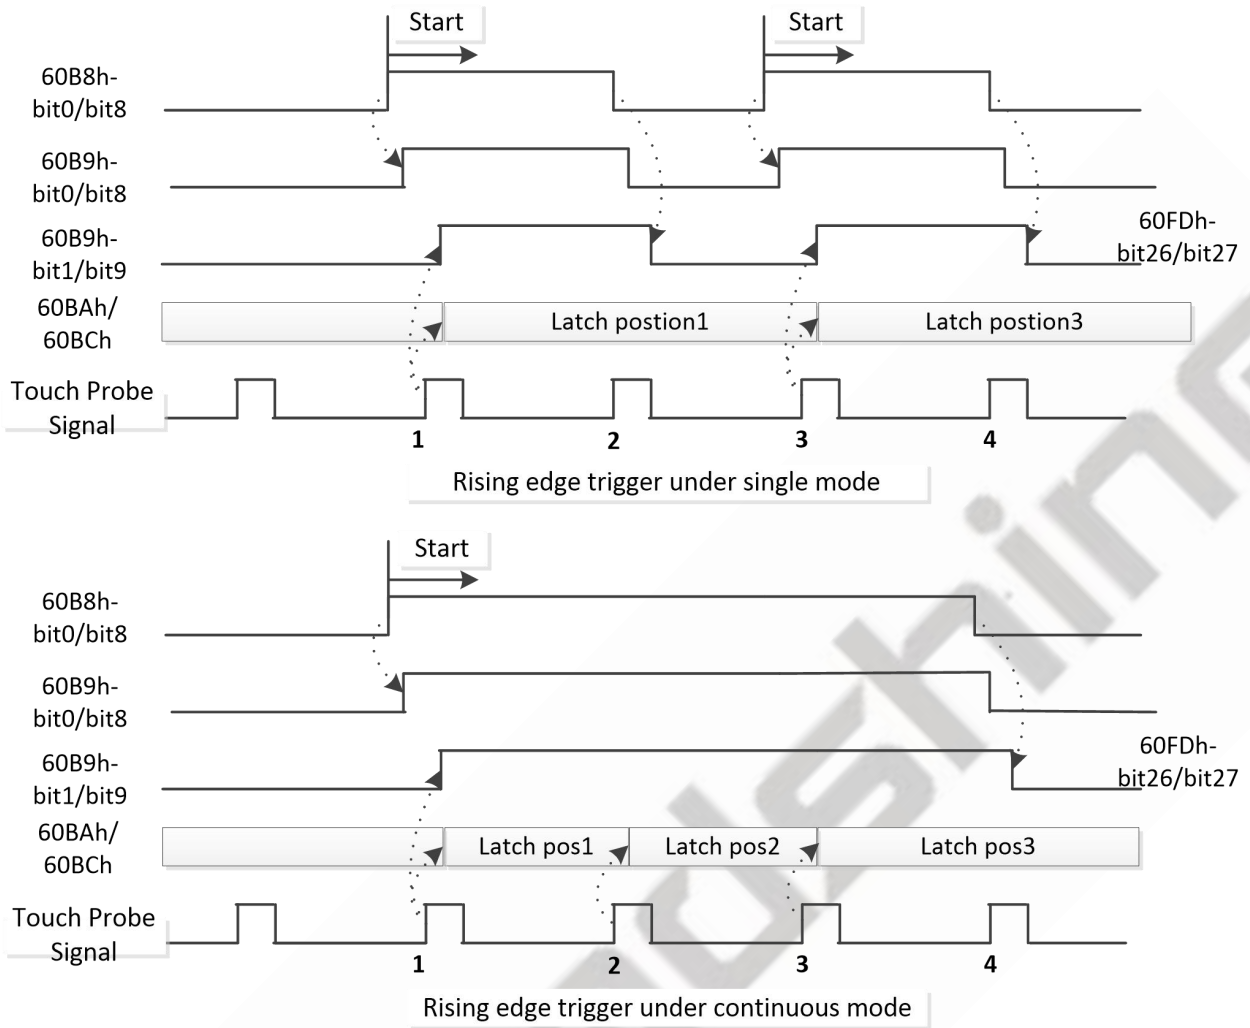 Start
Start
60B8h-
bit0/bit8
60B9h-
bit0/bit8
60B9h-
bit1/bit9
60FDh-
bit26/bit27
60BAh/
60BCh
Latch postion1
Latch postion3
Touch Probe
Signal
1
2
3
4
Rising edge trigger under single mode
Start
60B8h-
bit0/bit8
60B9h-
bit0/bit8
60B9h-
bit1/bit9
60FDh-
bit26/bit27
60BAh/
60BCh
Latch pos1
Latch pos2
Latch pos3
Touch Probe
Signal
1
2
3
4
Rising edge trigger under continuous mode